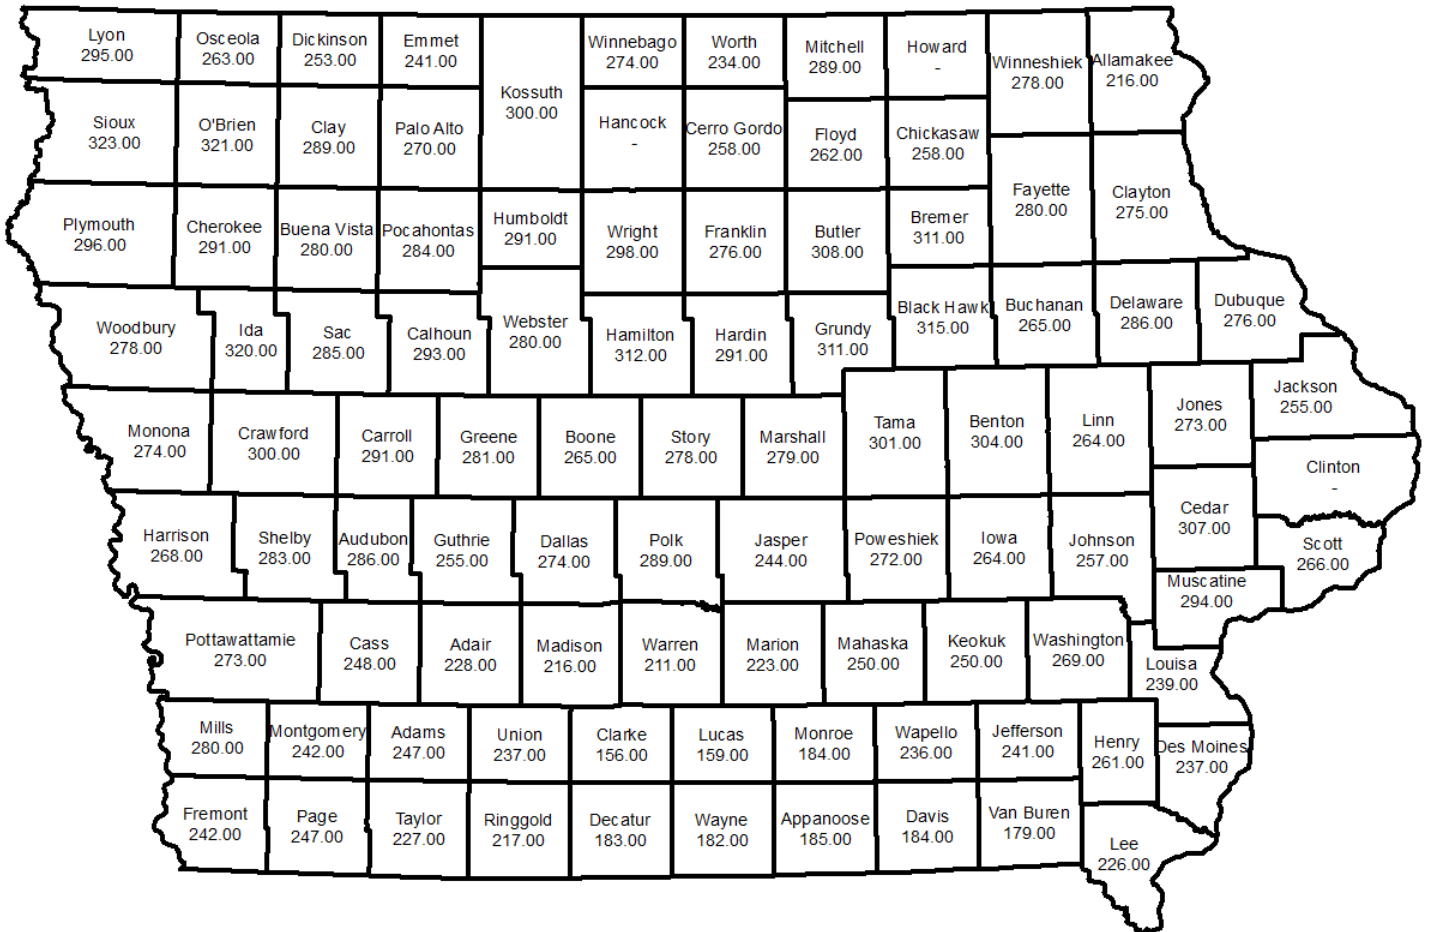 Lyon
295.00
Osceola
263.00
Dickinson
253.00
Emmet
241.00
Kossuth
300.00
Winnebago
274.00
Worth
234.00
Mitchell
289.00
Howard
-
Winneshiek
278.00
Allamakee
216.00
Sioux
323.00
O'Brien
321.00
Clay
289.00
Palo Alto
270.00
Hancock
-
Cerro Gordo
258.00
Floyd
262.00
Chickasaw
258.00
Fayette
280.00
Clayton
275.00
Plymouth
296.00
Cherokee
291.00
Buena Vista
280.00
Pocahontas
284.00
Humboldt
291.00
Wright
298.00
Franklin
276.00
Butler
308.00
Bremer
311.00
Woodbury
278.00
Ida
320.00
Sac
285.00
Calhoun
293.00
Webster
280.00
Hamilton
312.00
Hardin
291.00
Grundy
311.00
Black Hawk
315.00
Buchanan
265.00
Delaware
286.00
Dubuque
276.00
Monona
274.00
Crawford
300.00
Carroll
291.00
Greene
281.00
Boone
265.00
Story
278.00
Marshall
279.00
Tama
301.00
Benton
304.00
Linn
264.00
Jones
273.00
Jackson
255.00
Clinton
-
Harrison
268.00
Shelby
283.00
Audubon
286.00
Guthrie
255.00
Dallas
274.00
Polk
289.00
Jasper
244.00
Poweshiek
272.00
Iowa
264.00
Johnson
257.00
Cedar
307.00
Scott
266.00
Muscatine
294.00
Pottawattamie
273.00
Cass
248.00
Adair
228.00
Madison
216.00
Warren
211.00
Marion
223.00
Mahaska
250.00
Keokuk
250.00
Washington
269.00
Louisa
239.00
Mills
280.00
Montgomery
242.00
Adams
247.00
Union
237.00
Clarke
156.00
Lucas
159.00
Monroe
184.00
Wapello
236.00
Jefferson
241.00
Henry
261.00
Des Moines
237.00
Fremont
242.00
Page
247.00
Taylor
227.00
Ringgold
217.00
Decatur
183.00
Wayne
182.00
Appanoose
185.00
Davis
184.00
Van Buren
179.00
Lee
226.00